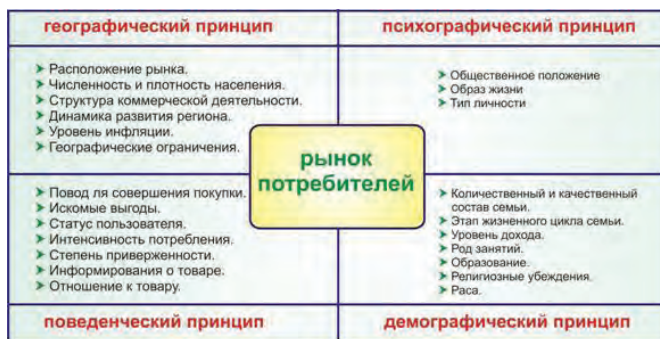 географический принцип
Расположение рынка.
Численность и плотность населения.
Структура коммерческой деятельности.
Динамика развития региона.
Уровень инфляции.
Географические ограничения.
психографический принцип
Общественное положение
Образ жизни
Тип личности
рынок
потребителей
Повод ля совершения покупки.
Искомые выгоды.
Статус пользователя.
Интенсивность потребления.
Степень приверженности.
Информирования о товаре.
Отношение к товару.
поведенческий принцип
Количественный и качественный
состав семьи.
Этап жизненного цикла семьи.
Уровень дохода.
Род занятий.
Образование.
Религиозные убеждения.
Раса.
демографический принцип